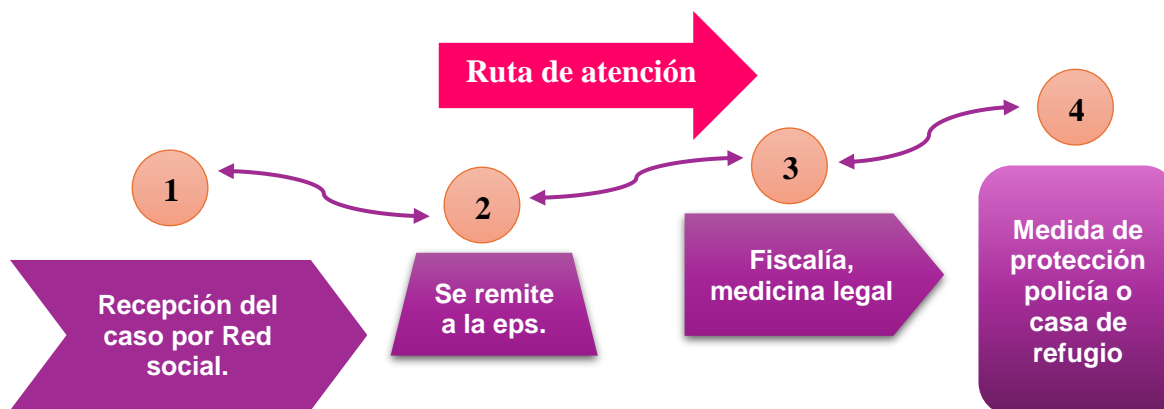 Ruta de atención
1
Recepción del
caso por Red
social.
2
Se remite
a la eps.
3
Fiscalía,
medicina legal
4
Medida de
protección
policía o
casa de
refugio